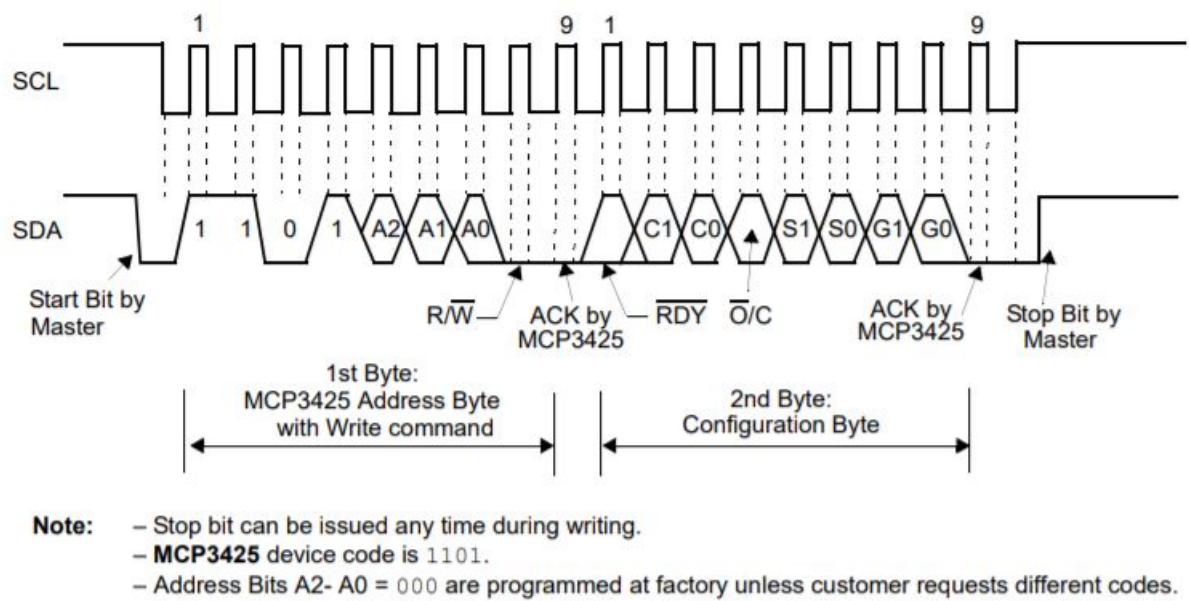 1 9 1 9
SCL
SDA
1 1 0 1 A2 A1 A0 C1 C0 S1 S0 G1 G0
Start Bit by
Master
R/W̅
ACK by
MCP3425
R̅D̅Y̅
O̅/C
ACK by
MCP3425
Stop Bit by
Master
1st Byte:
MCP3425 Address Byte
with Write command
2nd Byte:
Configuration Byte
Note: – Stop bit can be issued any time during writing.
– MCP3425 device code is 1101.
– Address Bits A2- A0 = 000 are programmed at factory unless customer requests different codes.